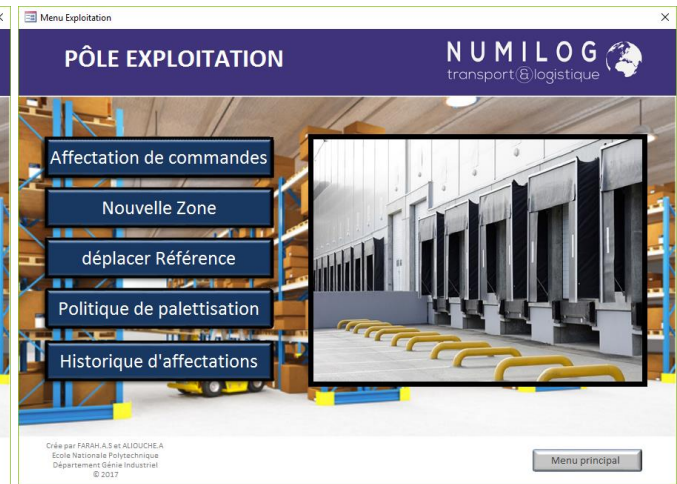 Menu Exploitation
PÔLE EXPLOITATION
NUMILOG
transport&logistique
Affectation de commandes
Nouvelle Zone
déplacer Référence
Politique de palettisation
Historique d'affectations
Crée par FARAH.A.S et ALIOUCHE.A
Ecole Nationale Polytechnique
Département Génie Industriel
© 2017
Menu principal